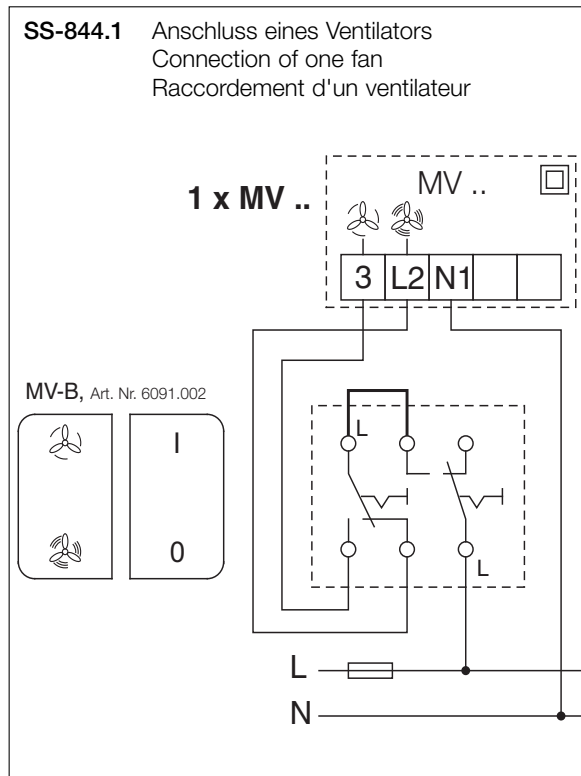 SS-844.1 Anschluss eines Ventilators
Connection of one fan
Raccordement d'un ventilateur
1 x MV ..
MV ..
3 L2 N1
MV-B, Art. Nr. 6091.002
I
0
L
L
L
N